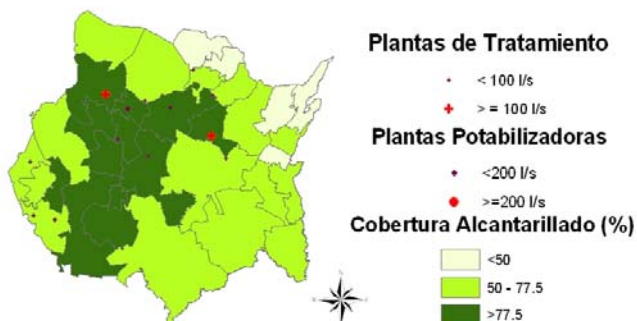 Plantas de Tratamiento
< 100 l/s
> = 100 l/s
Plantas Potabilizadoras
<200 l/s
>=200 l/s
Cobertura Alcantarillado (%)
<50
50 - 77.5
>77.5